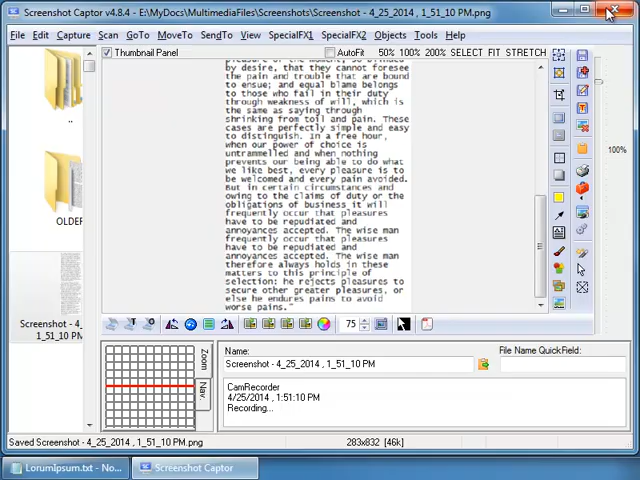 Screenshot Captor v4.8.4 - E:\MyDocs\MultimediaFiles\Screenshots\Screenshot - 4_25_2014 , 1_51_10 PM.png
File Edit Capture Scan GoTo MoveTo SendTo View SpecialFX1 SpecialFX2 Objects Tools Help
Thumbnail Panel AutoFit 50% 100% 200% SELECT FIT STRETCH
by desire, that they cannot foresee
the pain and trouble that are bound
to ensue; and equal blame belongs
to those who fail in their duty
through weakness of will, which is
the same as saying through
shrinking from toil and pain. These
cases are perfectly simple and easy
to distinguish. In a free hour,
when our power of choice is
untrammelled and when nothing
prevents our being able to do what
we like best, every pleasure is to
be welcomed and every pain avoided.
But in certain circumstances and
owing to the claims of duty or the
obligations of business it will
frequently occur that pleasures
have to be repudiated and
annoyances accepted. The wise man
frequently occur that pleasures
have to be repudiated and
annoyances accepted. The wise man
therefore always holds in these
matters to this principle of
selection: he rejects pleasures to
secure other greater pleasures, or
else he endures pains to avoid
worse pains."
..
OLDER
Screenshot - 4_
1_51_10 PM
100%
75
Zoom
Nav.
Name:
Screenshot - 4_25_2014 , 1_51_10 PM
File Name QuickField:
CamRecorder
4/25/2014 , 1:51:10 PM
Recording...
Saved Screenshot - 4_25_2014 , 1_51_10 PM.png
283x832 [46k]
LorumIpsum.txt - No...
Screenshot Captor